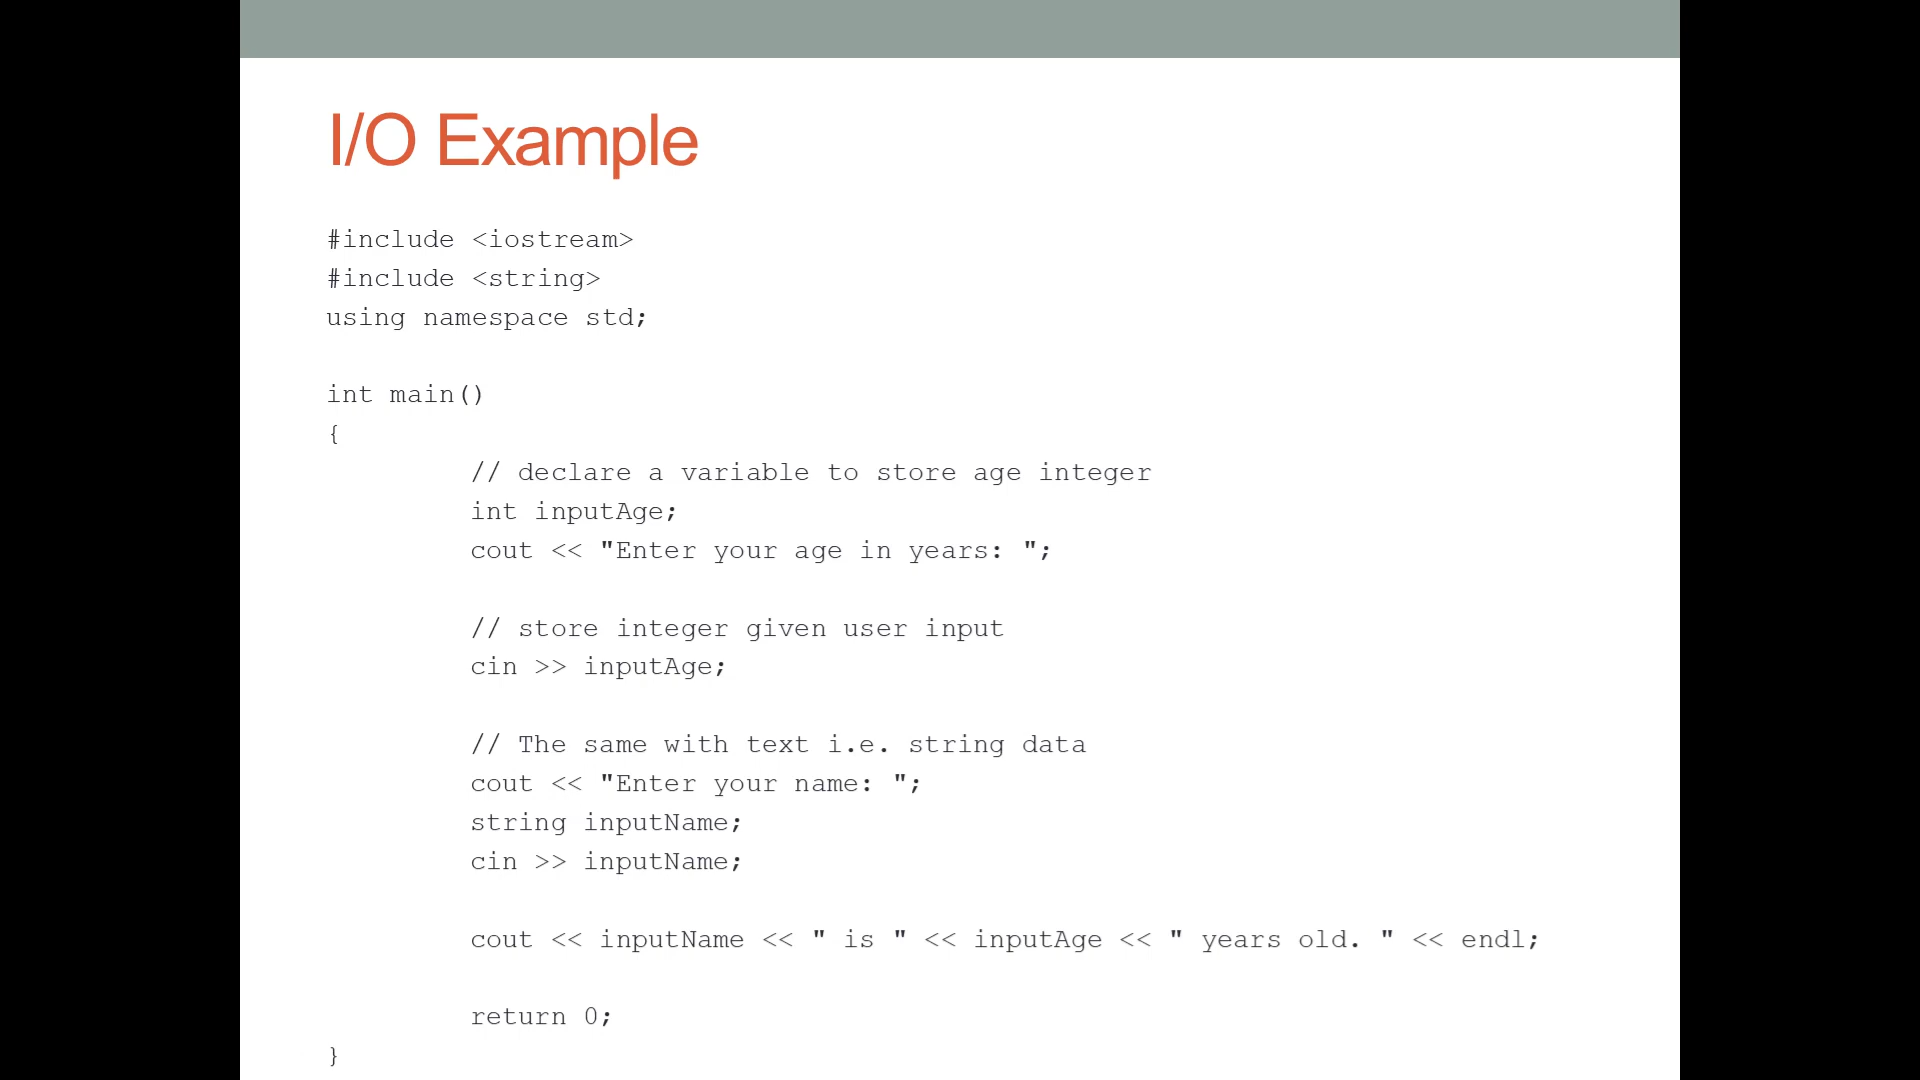 I/O Example
#include <iostream>
#include <string>
using namespace std;
int main()
{
// declare a variable to store age integer
int inputAge;
cout << "Enter your age in years: ";
// store integer given user input
cin >> inputAge;
// The same with text i.e. string data
cout << "Enter your name: ";
string inputName;
cin >> inputName;
cout << inputName << " is " << inputAge << " years old. " << endl;
return 0;
}